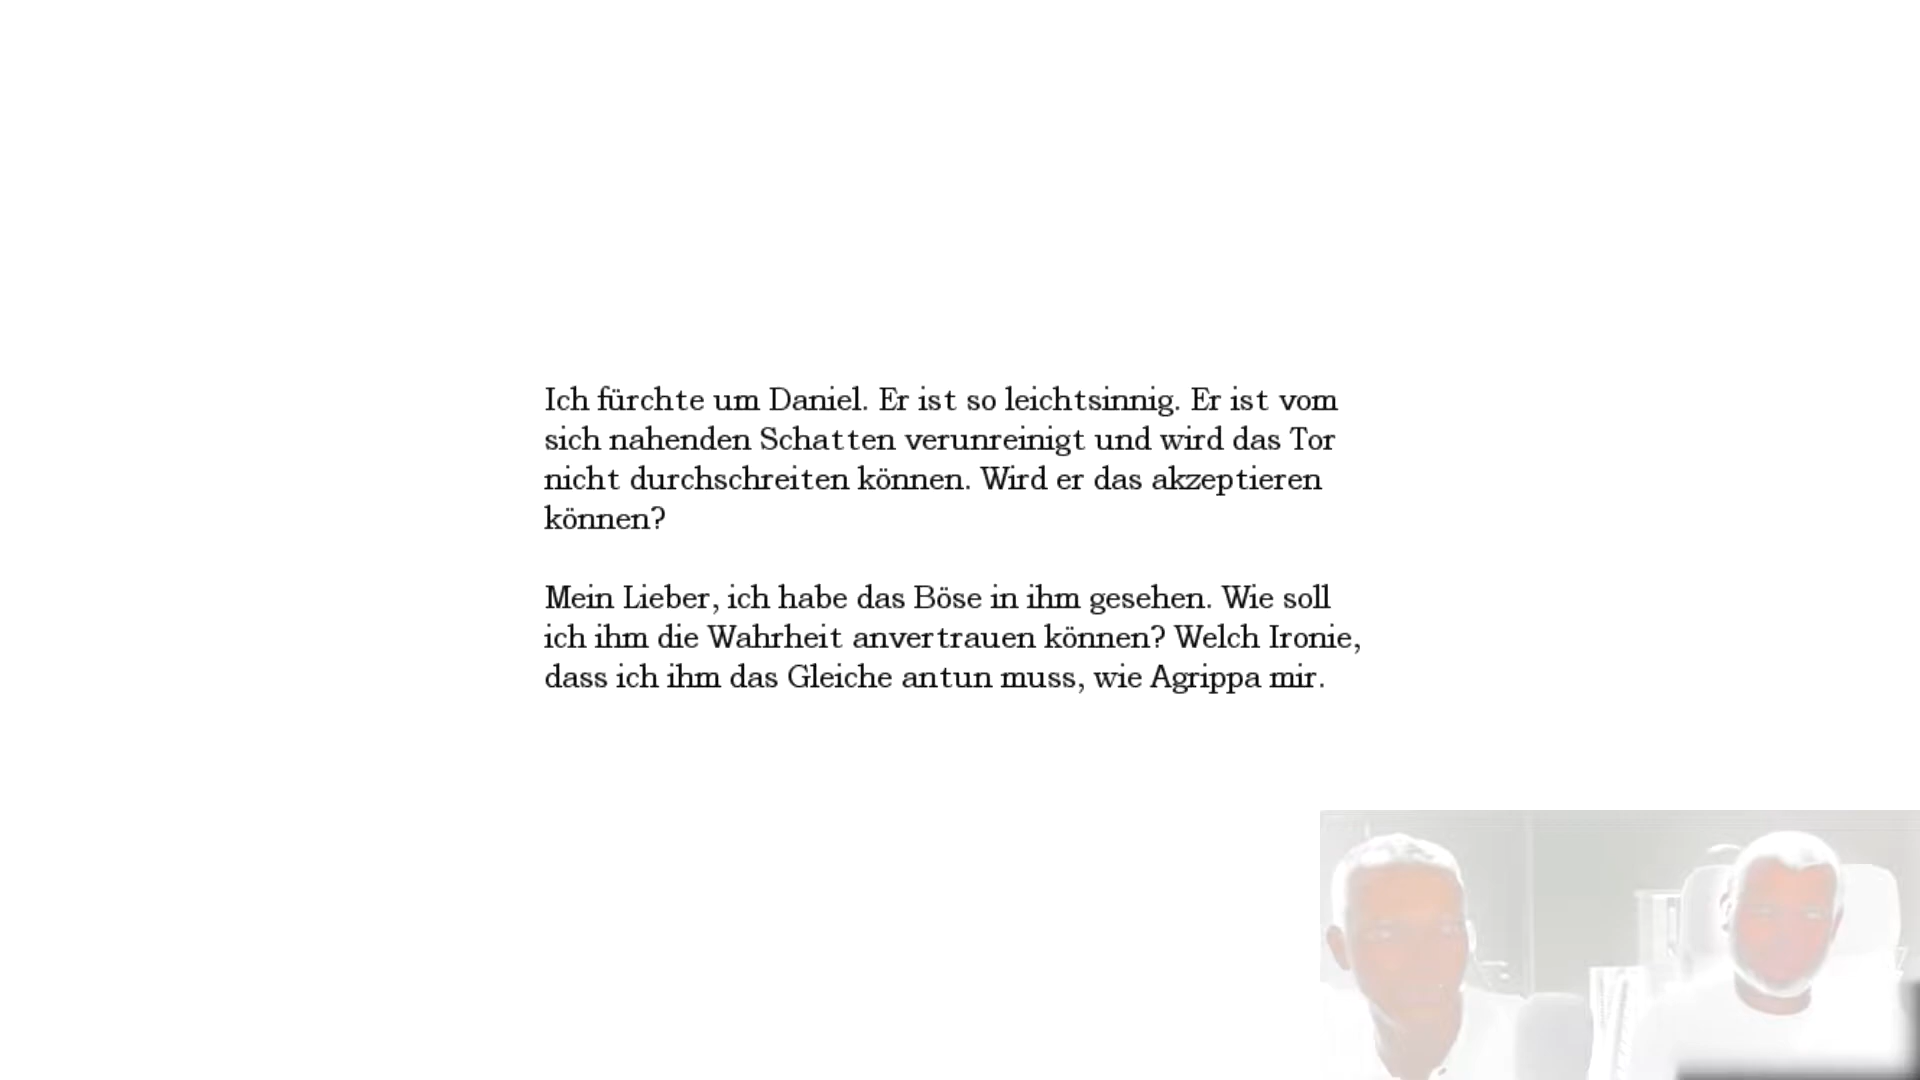 Ich fürchte um Daniel. Er ist so leichtsinnig. Er ist vom
sich nahenden Schatten verunreinigt und wird das Tor
nicht durchschreiten können. Wird er das akzeptieren
können?
Mein Lieber, ich habe das Böse in ihm gesehen. Wie soll
ich ihm die Wahrheit anvertrauen können? Welch Ironie,
dass ich ihm das Gleiche antun muss, wie Agrippa mir.